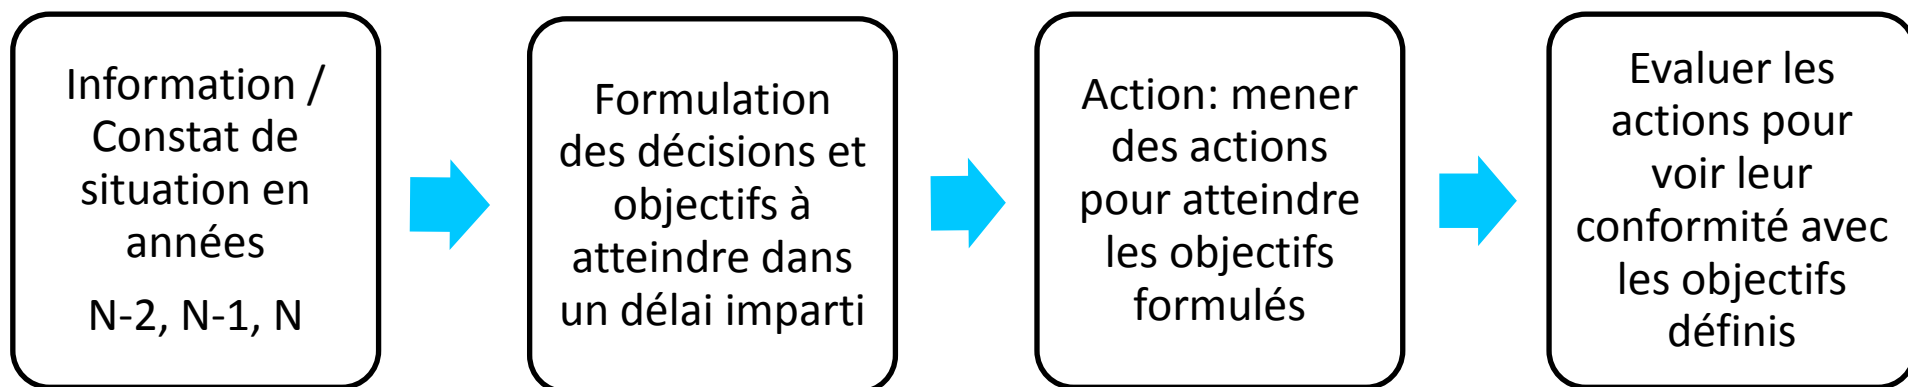 Information /
Constat de
situation en
années
N-2, N-1, N
Formulation
des décisions et
objectifs à
atteindre dans
un délai imparti
Action: mener
des actions
pour atteindre
les objectifs
formulés
Evaluer les
actions pour
voir leur
conformité avec
les objectifs
définis